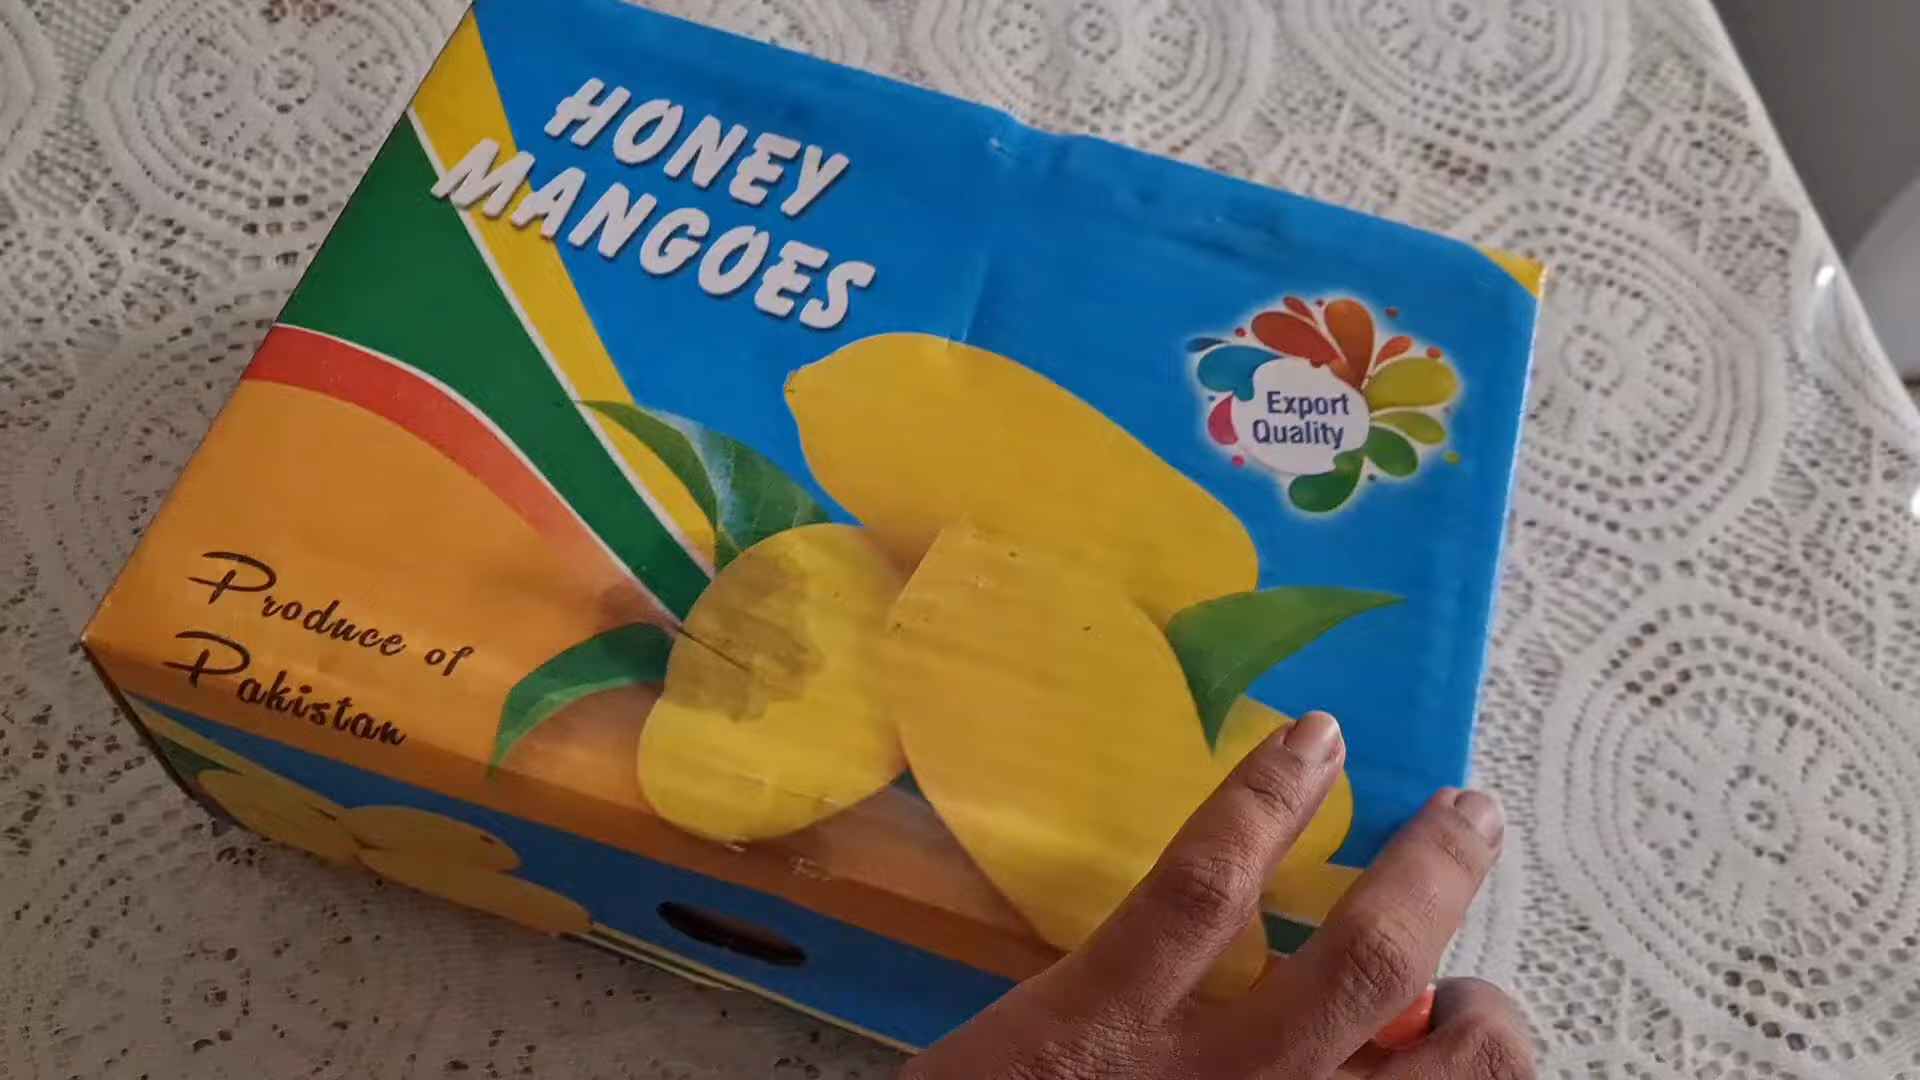 HONEY
MANGOES
Export
Quality
Produce of
Pakistan